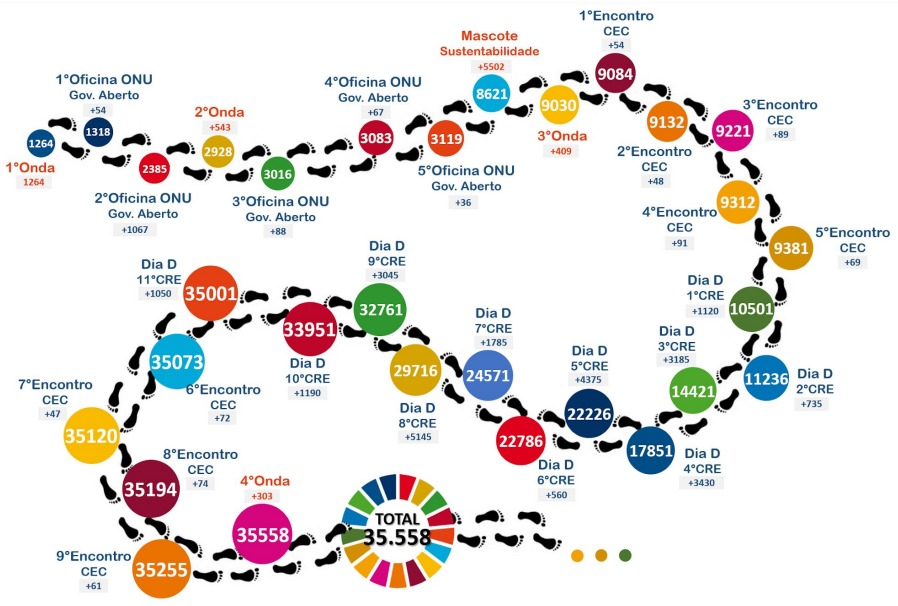 1264
1°Onda
1264
1°Oficina ONU
Gov. Aberto
+54
1318
2385
2°Oficina ONU
Gov. Aberto
+1067
2°Onda
+543
2928
3016
3°Oficina ONU
Gov. Aberto
+88
4°Oficina ONU
Gov. Aberto
+67
3083
3119
5°Oficina ONU
Gov. Aberto
+36
Mascote
Sustentabilidade
+5502
8621
9030
3°Onda
+409
1°Encontro
CEC
+54
9084
9132
2°Encontro
CEC
+48
9221
3°Encontro
CEC
+89
9312
4°Encontro
CEC
+91
9381
5°Encontro
CEC
+69
Dia D
1°CRE
+1120
10501
11236
Dia D
2°CRE
+735
Dia D
3°CRE
+3185
14421
17851
Dia D
4°CRE
+3430
Dia D
5°CRE
+4375
22226
22786
Dia D
6°CRE
+560
Dia D
7°CRE
+1785
24571
29716
Dia D
8°CRE
+5145
Dia D
9°CRE
+3045
32761
33951
Dia D
10°CRE
+1190
Dia D
11°CRE
+1050
35001
35073
6°Encontro
CEC
+72
7°Encontro
CEC
+47
35120
8°Encontro
CEC
+74
35194
9°Encontro
CEC
+61
35255
4°Onda
+303
35558
TOTAL
35.558